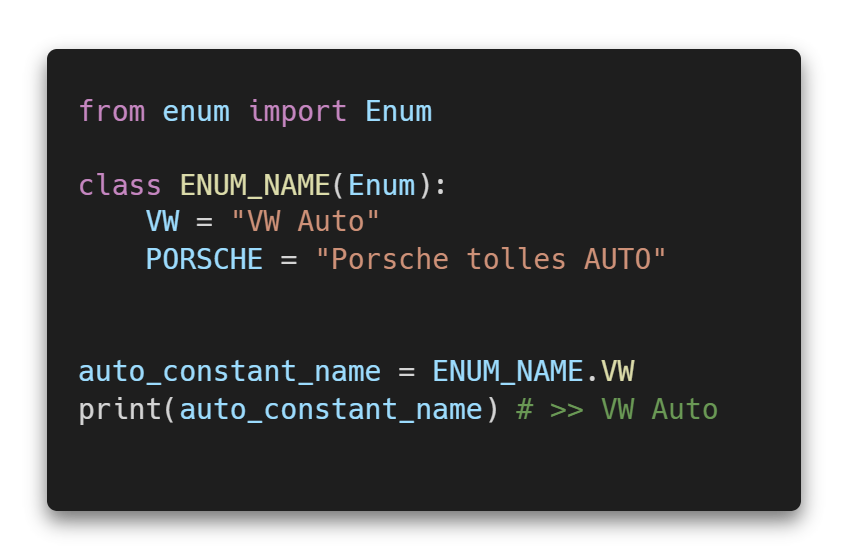 from enum import Enum
class ENUM_NAME(Enum):
    VW = "VW Auto"
    PORSCHE = "Porsche tolles AUTO"
auto_constant_name = ENUM_NAME.VW
print(auto_constant_name) # >> VW Auto